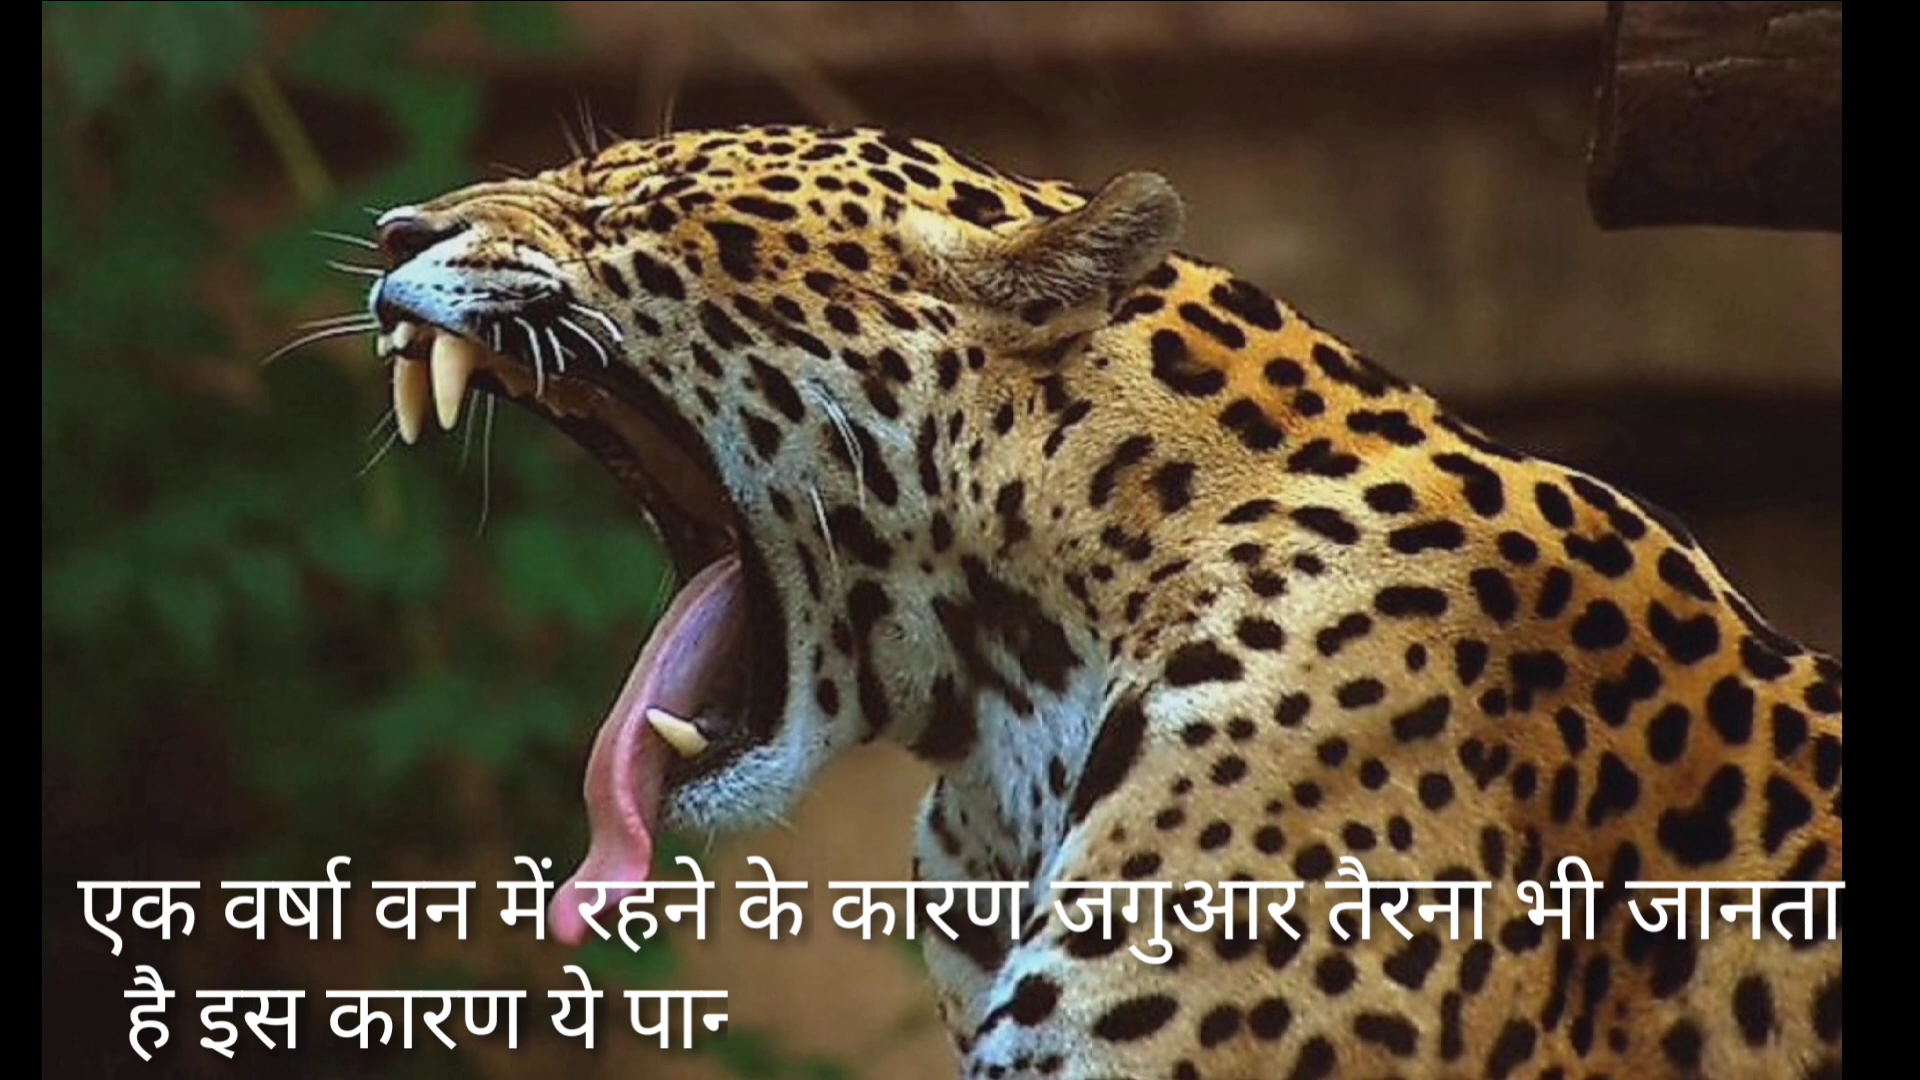 एक वर्षा वन में रहने के कारण जगुआर तैरना भी जानता
है इस कारण ये